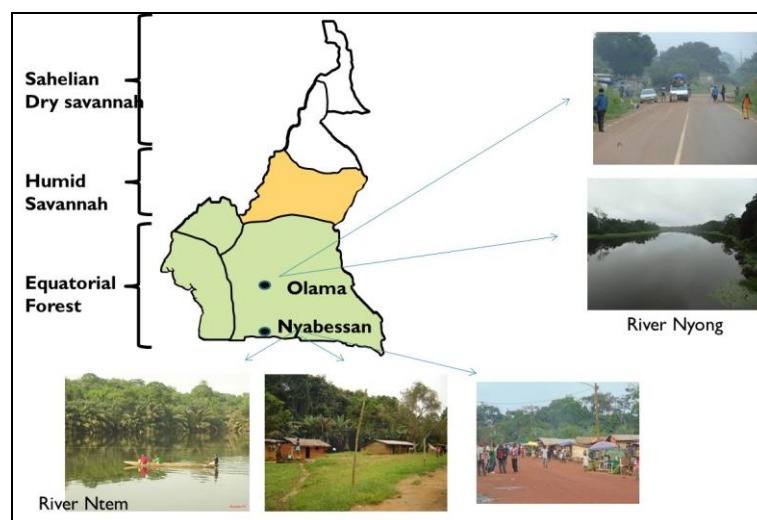 Sahelian
Dry savannah
Humid
Savannah
Equatorial
Forest
Olama
Nyabessan
River Nyong
River Ntem